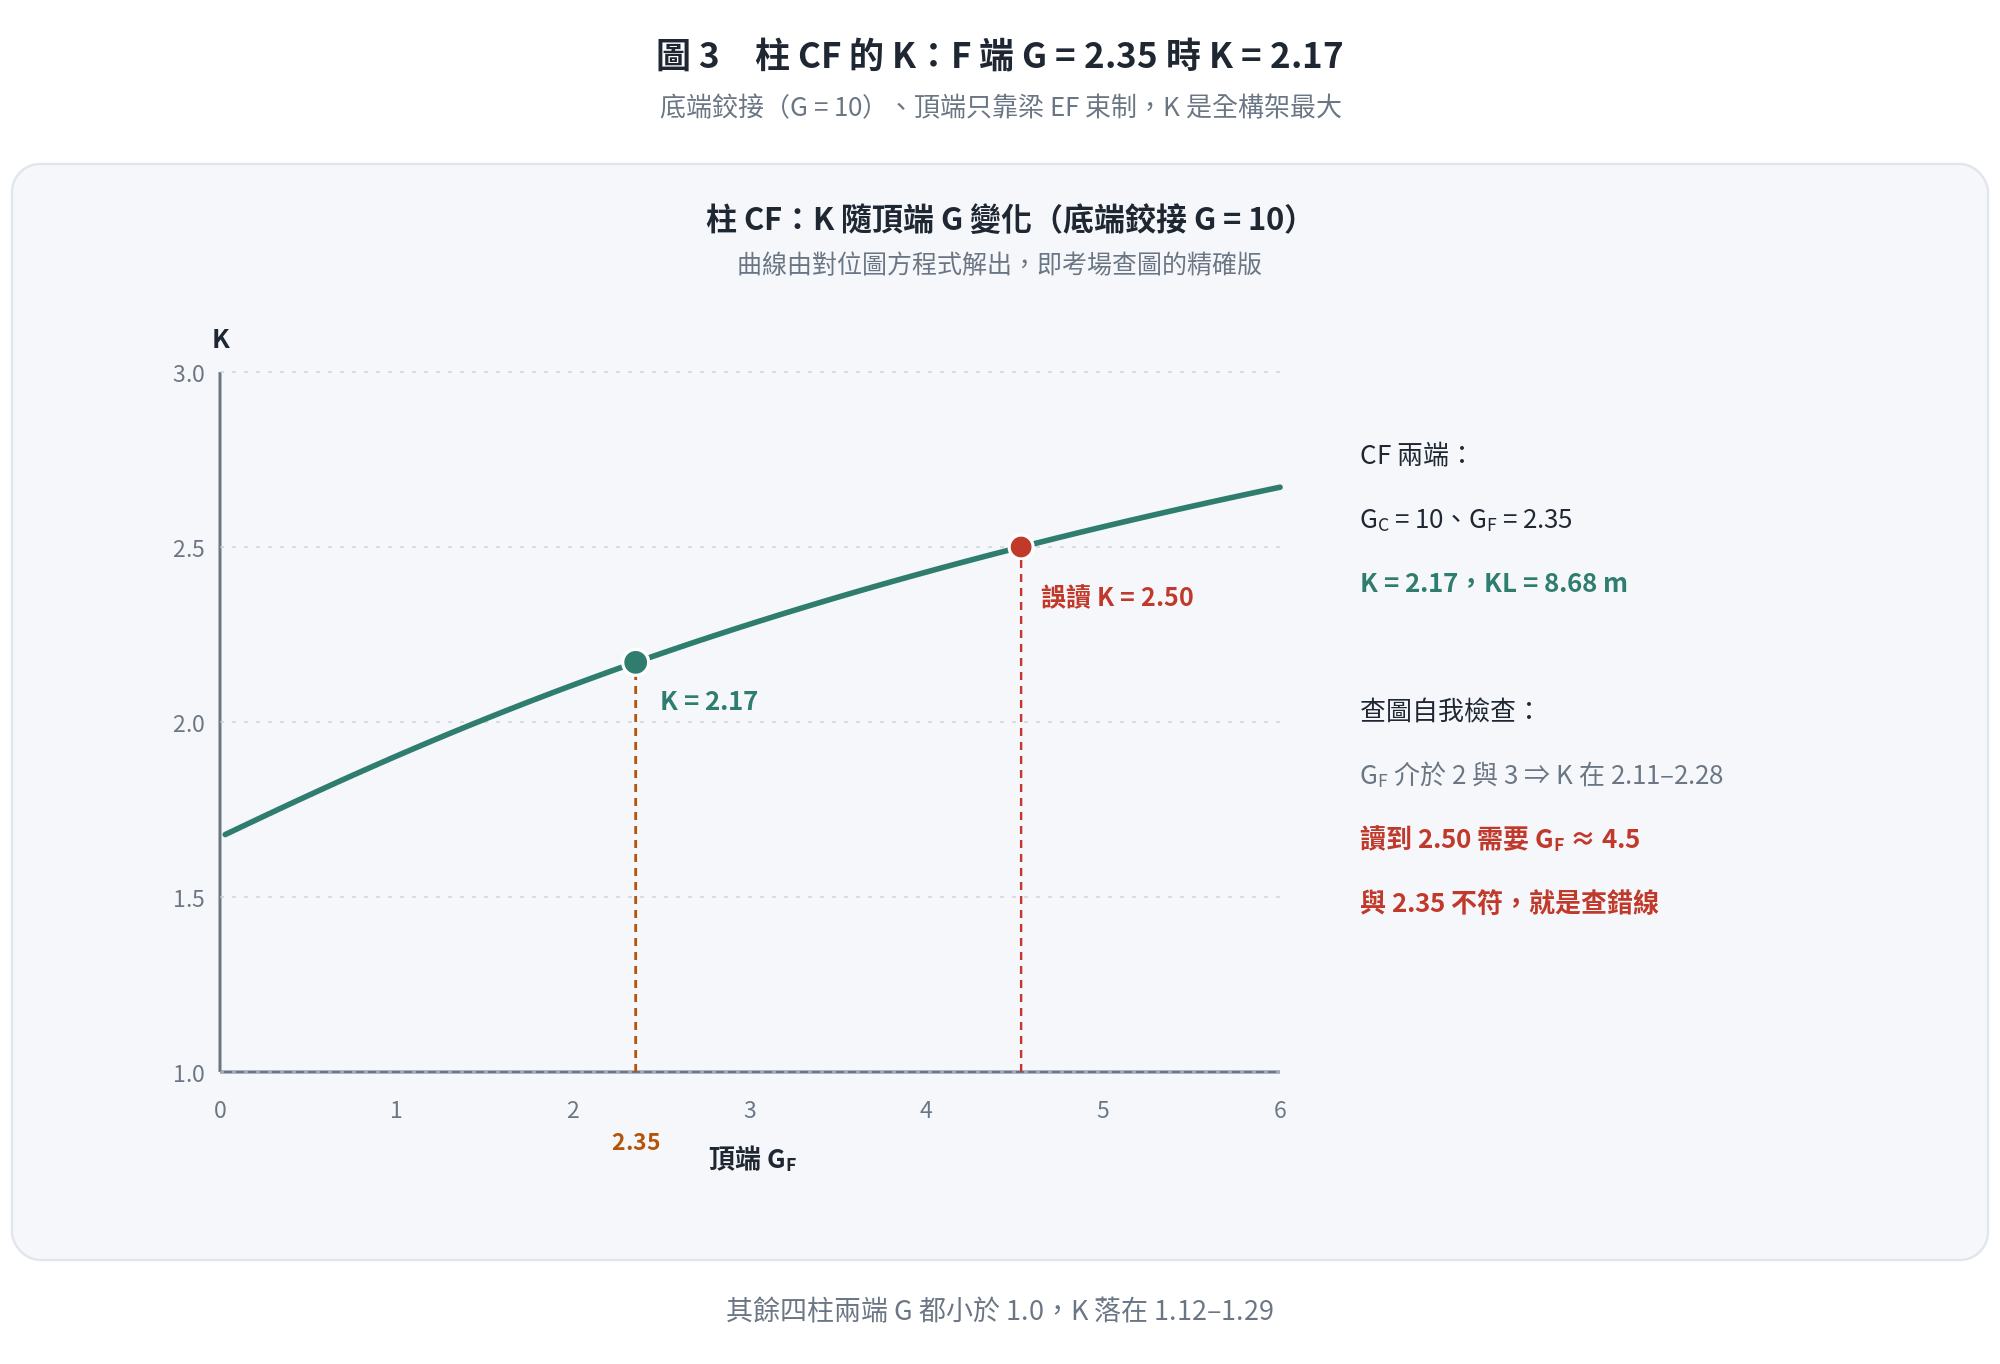 圖 3　柱 CF 的 K：F 端 G = 2.35 時 K = 2.17
底端鉸接（G = 10）、頂端只靠梁 EF 束制，K 是全構架最大
柱 CF：K 隨頂端 G 變化（底端鉸接 G = 10）
曲線由對位圖方程式解出，即考場查圖的精確版
K
3.0
2.5
2.0
1.5
1.0
0 1 2 3 4 5 6
2.35
頂端 G_F
K = 2.17
誤讀 K = 2.50
CF 兩端：
G_C = 10、G_F = 2.35
K = 2.17，KL = 8.68 m
查圖自我檢查：
G_F 介於 2 與 3 ⇒ K 在 2.11–2.28
讀到 2.50 需要 G_F ≈ 4.5
與 2.35 不符，就是查錯線
其餘四柱兩端 G 都小於 1.0，K 落在 1.12–1.29